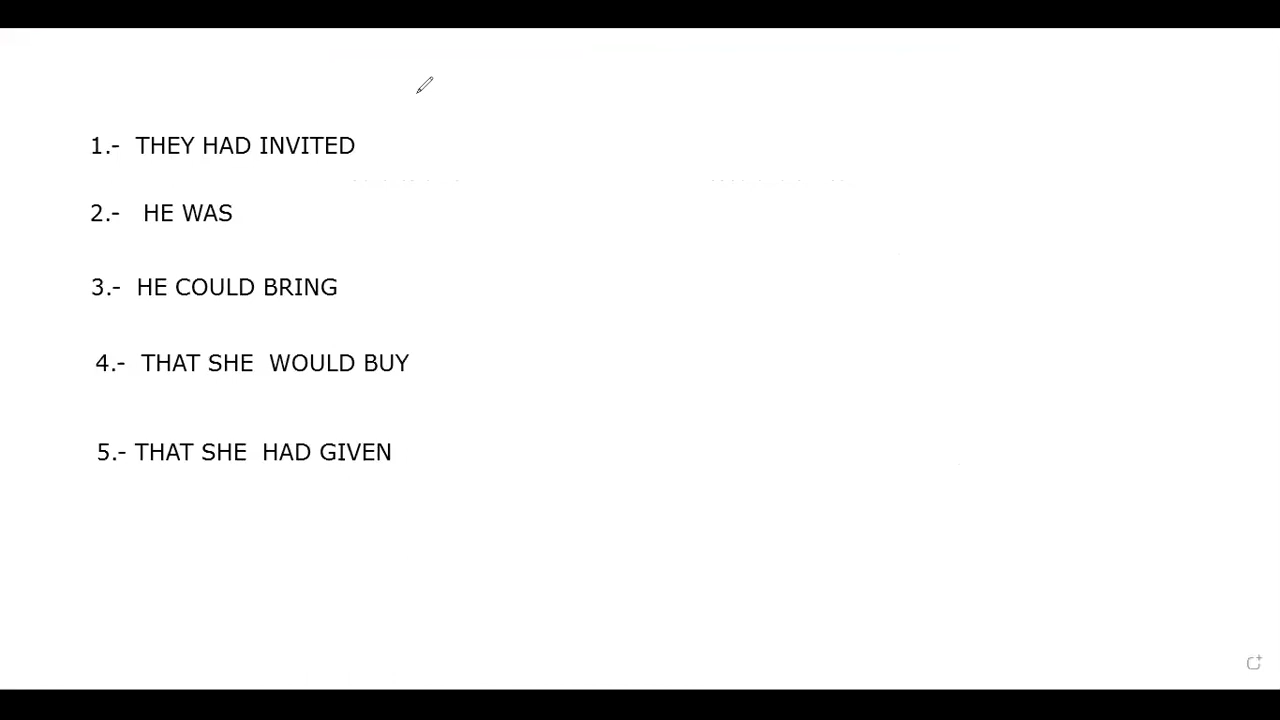 1.- THEY HAD INVITED
2.- HE WAS
3.- HE COULD BRING
4.- THAT SHE WOULD BUY
5.- THAT SHE HAD GIVEN